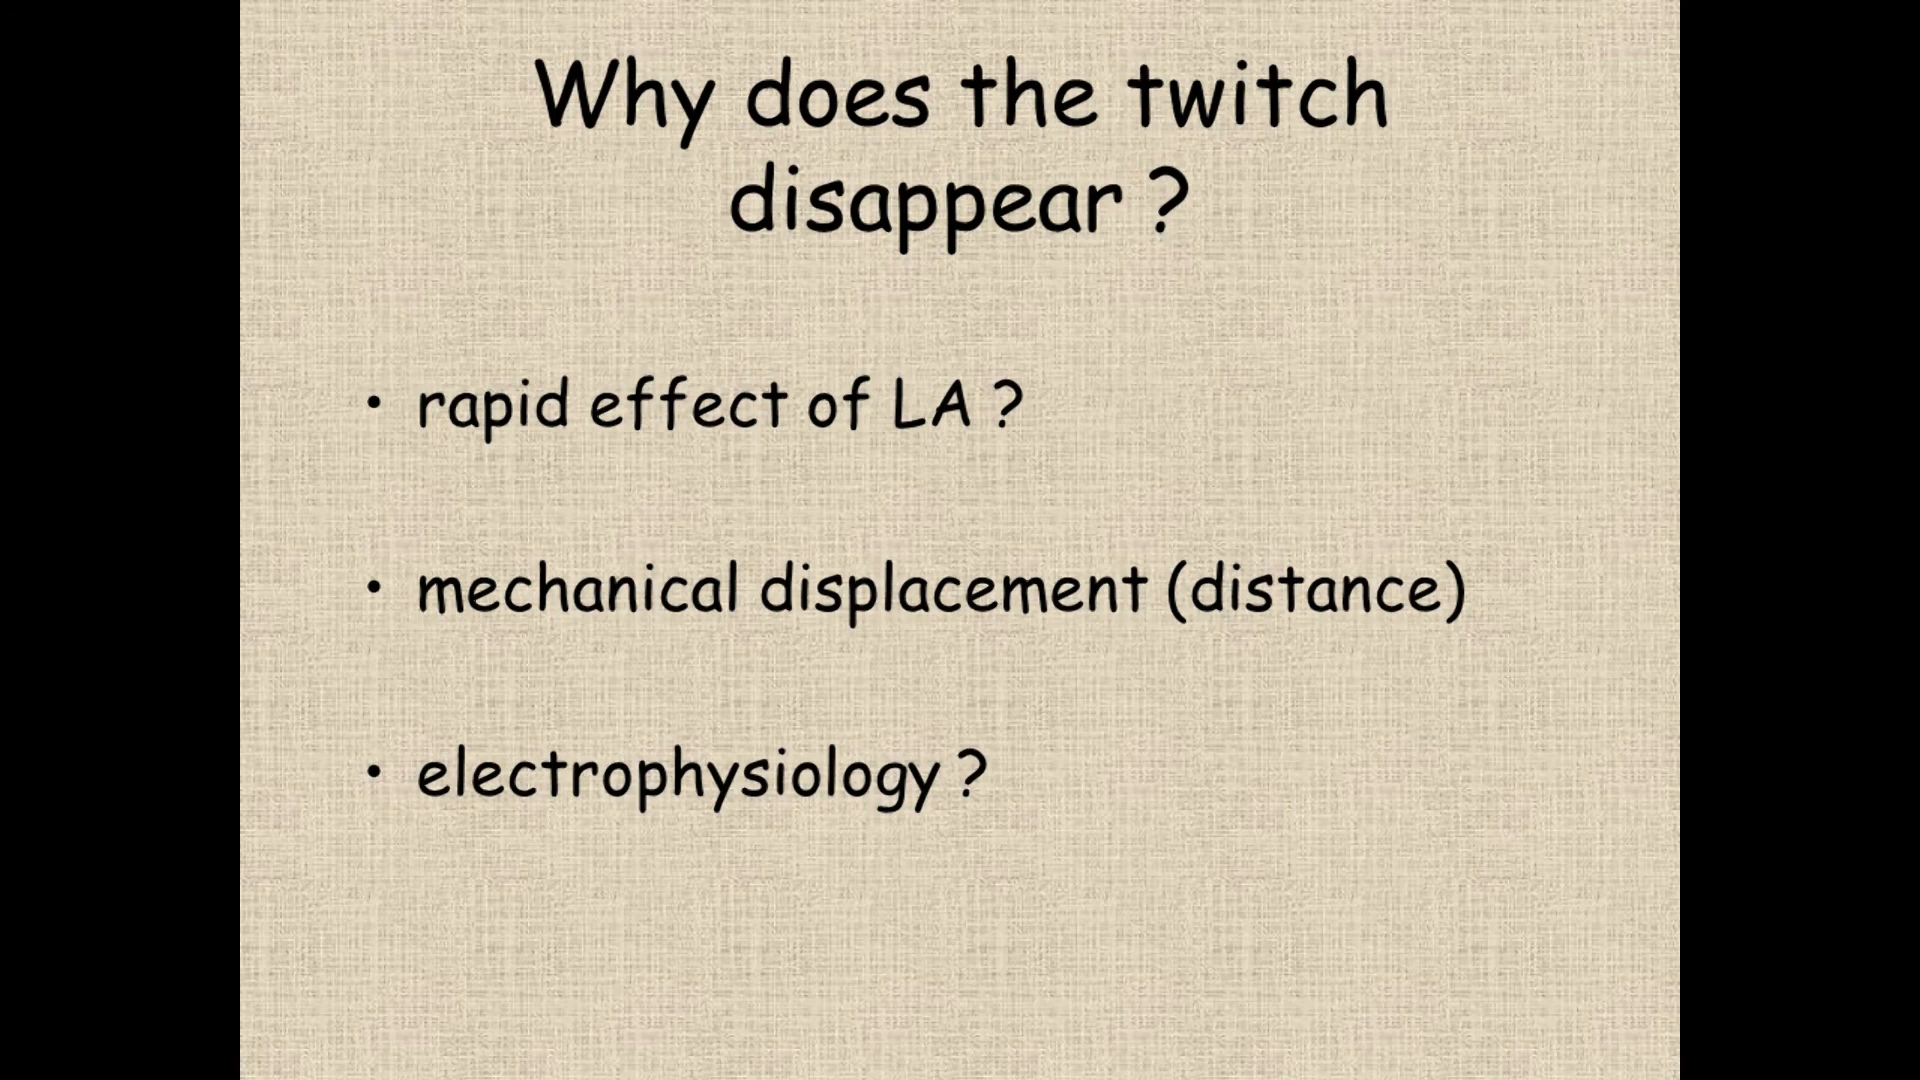 Why does the twitch
disappear ?
• rapid effect of LA ?
• mechanical displacement (distance)
• electrophysiology ?